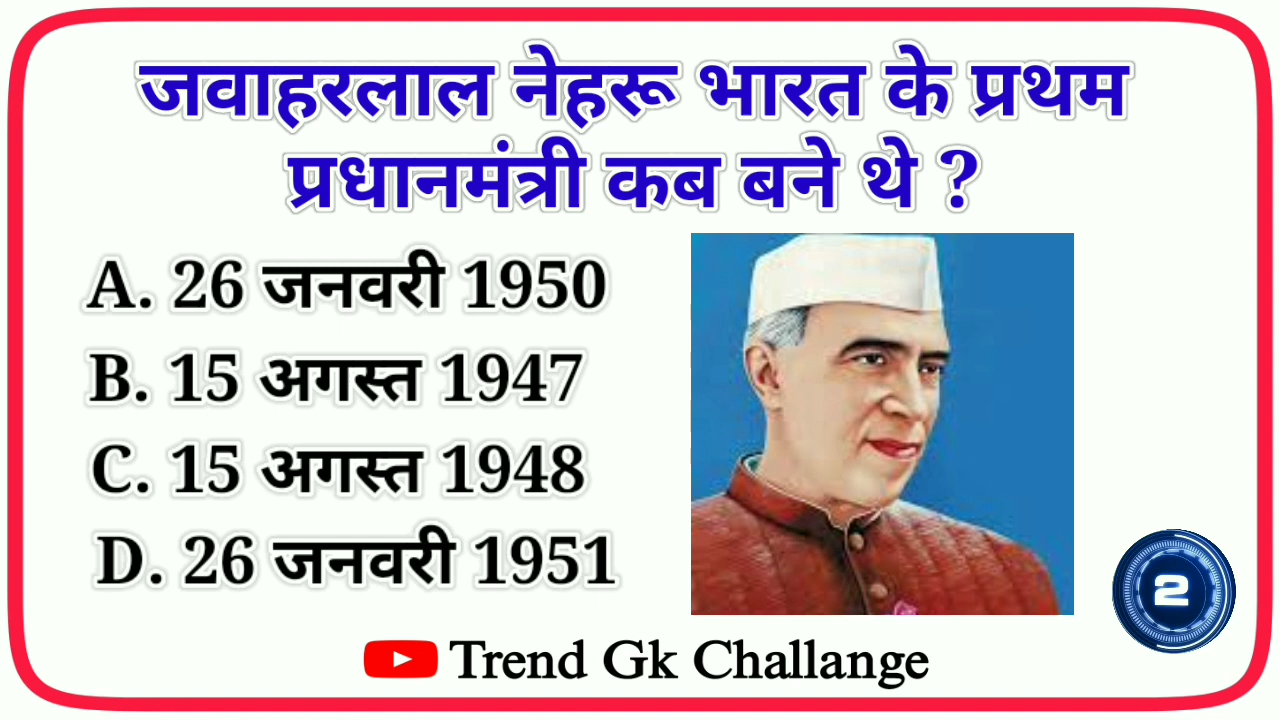 जवाहरलाल नेहरू भारत के प्रथम
प्रधानमंत्री कब बने थे ?
A. 26 जनवरी 1950
B. 15 अगस्त 1947
C. 15 अगस्त 1948
D. 26 जनवरी 1951
2
Trend Gk Challange